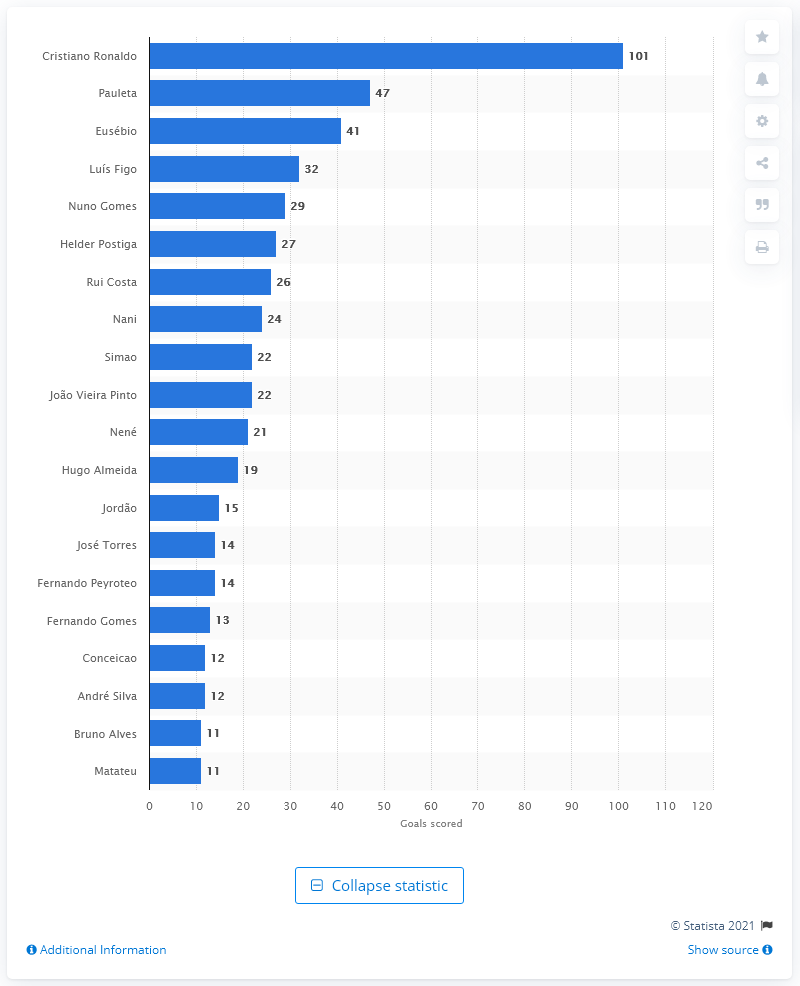 Cristiano Ronaldo 101
Pauleta 47
Eusébio 41
Luís Figo 32
Nuno Gomes 29
Helder Postiga 27
Rui Costa 26
Nani 24
Simao 22
João Vieira Pinto 22
Nené 21
Hugo Almeida 19
Jordão 15
José Torres 14
Fernando Peyroteo 14
Fernando Gomes 13
Conceicao 12
André Silva 12
Bruno Alves 11
Matateu 11
0 10 20 30 40 50 60 70 80 90 100 110 120
Goals scored
Collapse statistic
© Statista 2021
Additional Information Show source